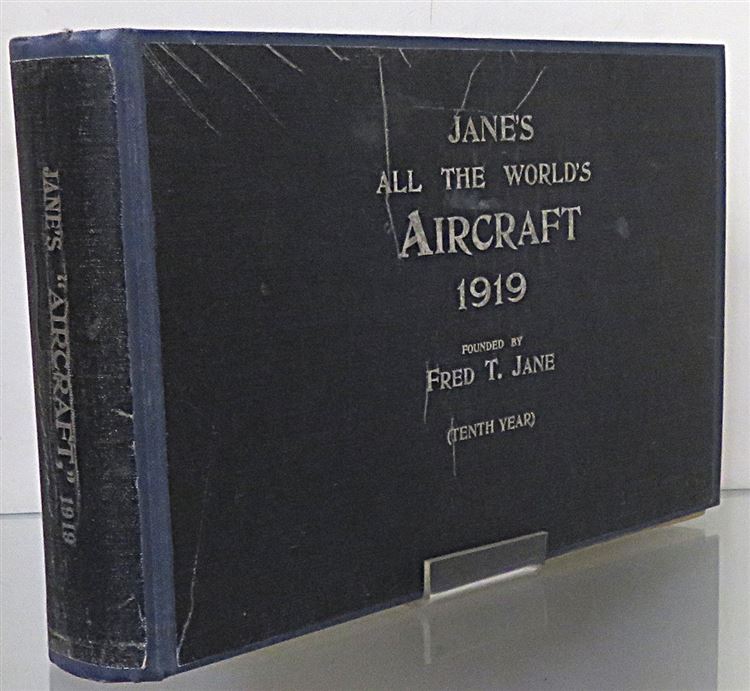 JANE'S "AIRCRAFT." 1919
JANE'S
ALL THE WORLD'S
AIRCRAFT
1919
FOUNDED BY
FRED T. JANE
(TENTH YEAR)